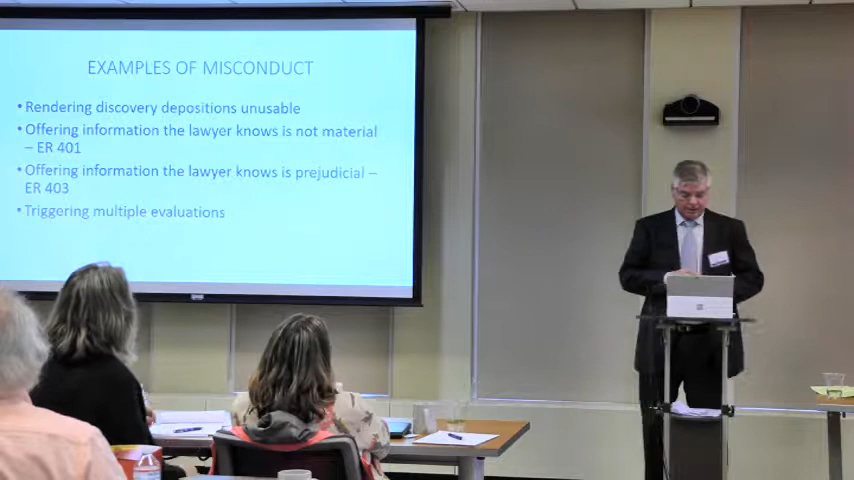 EXAMPLES OF MISCONDUCT
• Rendering discovery depositions unusable
• Offering information the lawyer knows is not material
– ER 401
• Offering information the lawyer knows is prejudicial –
ER 403
• Triggering multiple evaluations